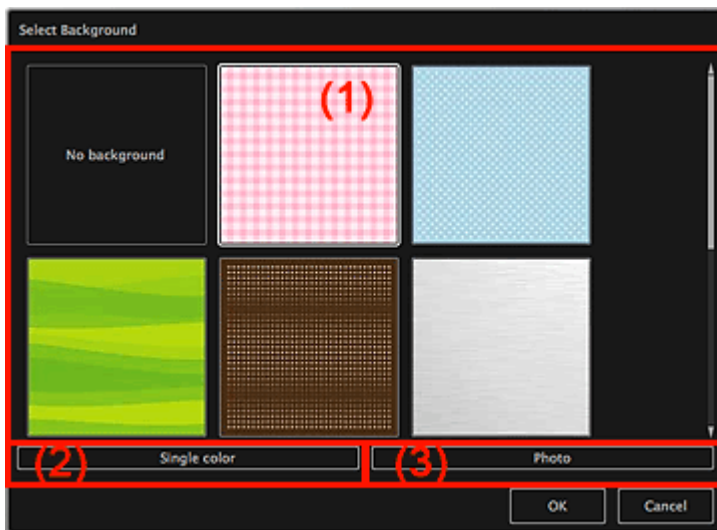 Select Background
(1)
No background
(2) Single color
(3) Photo
OK
Cancel